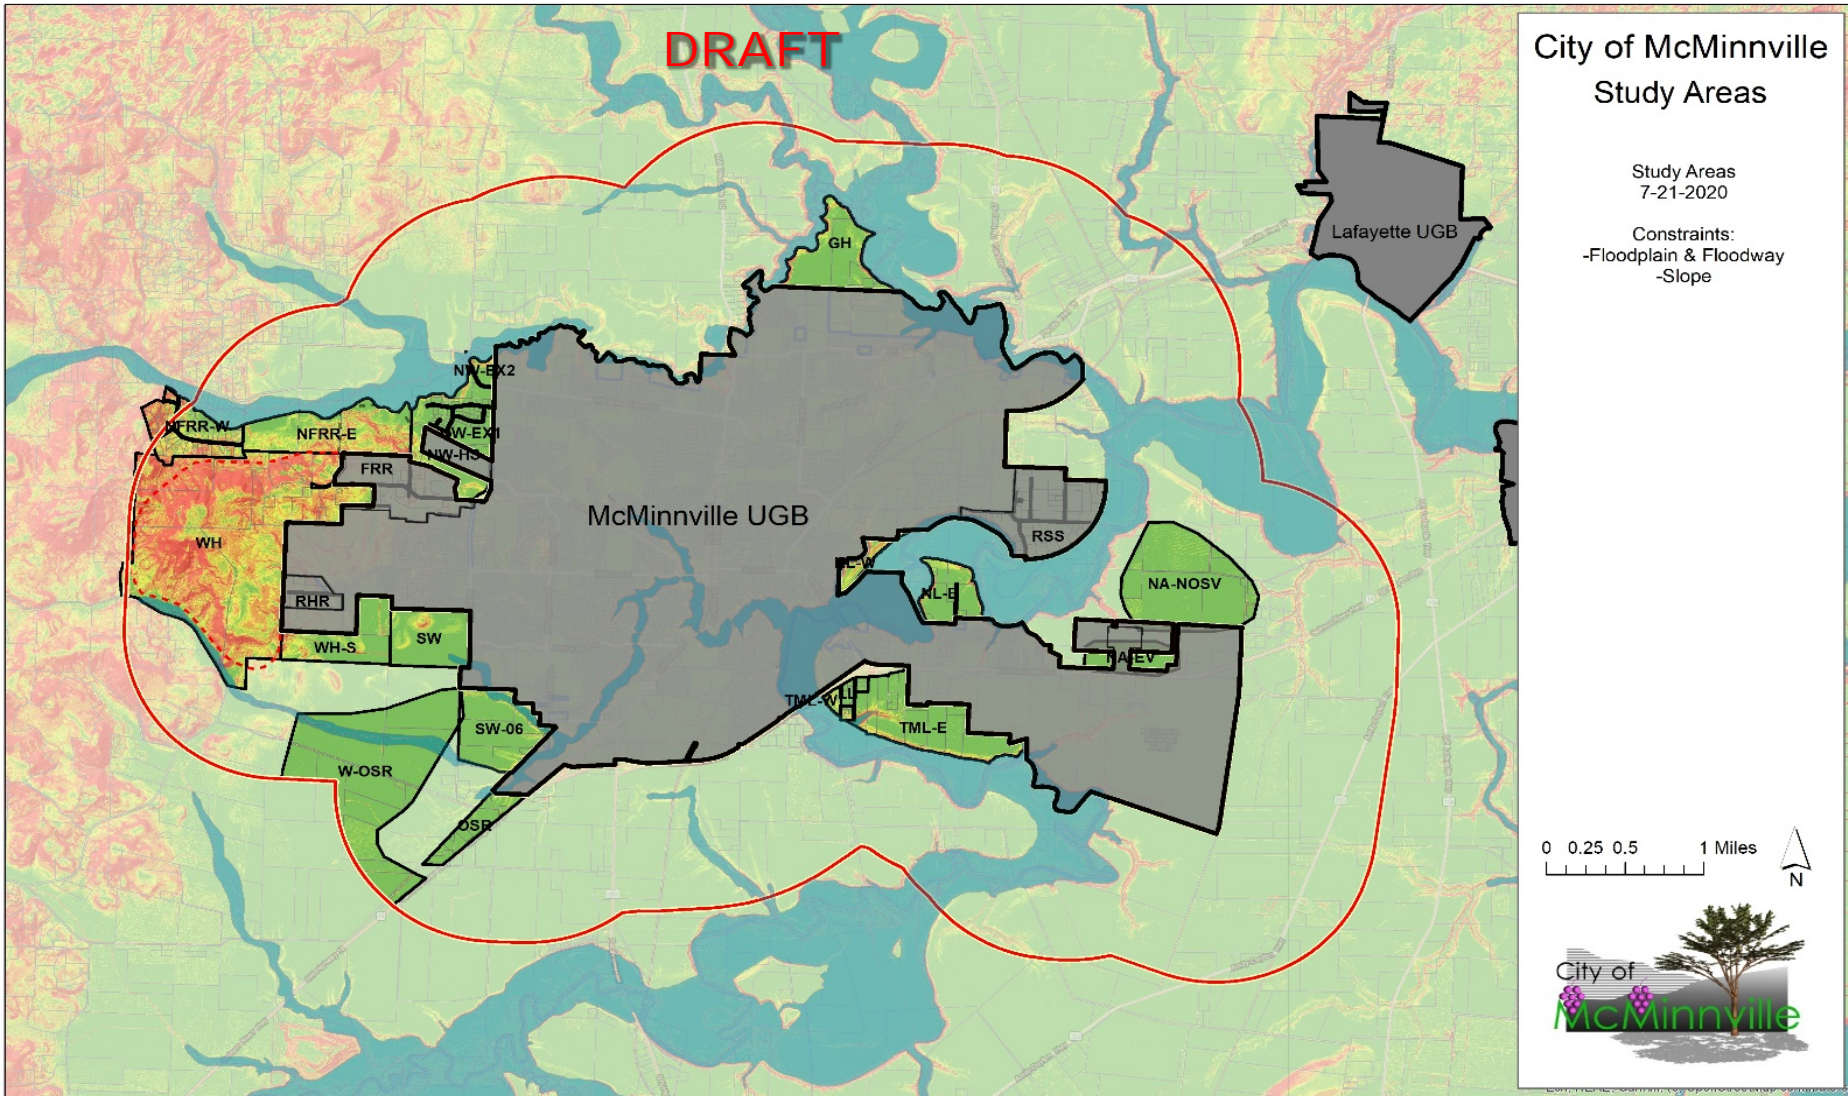 DRAFT
City of McMinnville
Study Areas
Study Areas
7-21-2020
Constraints:
-Floodplain & Floodway
-Slope
Lafayette UGB
GH
NW-EX2
NFRR-W
NFRR-E
NW-EX1
NW-HS
FRR
McMinnville UGB
RSS
WH
NL-W
NA-NOSV
NL-E
RHR
SW
WH-S
NA-EV
TML-W
LL
SW-06
TML-E
W-OSR
OSR
0 0.25 0.5 1 Miles
N
City of
McMinnville